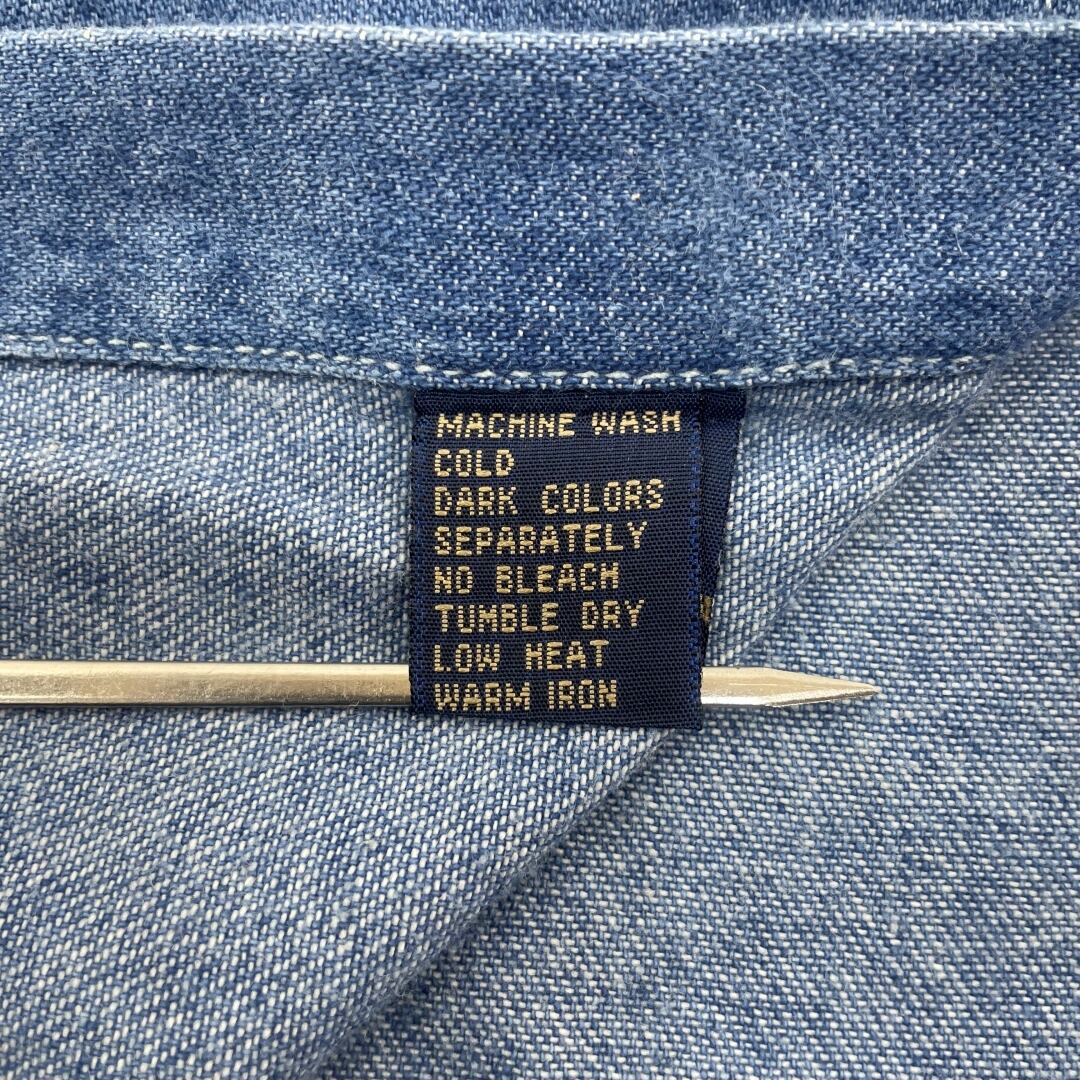 MACHINE WASH
COLD
DARK COLORS
SEPARATELY
NO BLEACH
TUMBLE DRY
LOW HEAT
WARM IRON